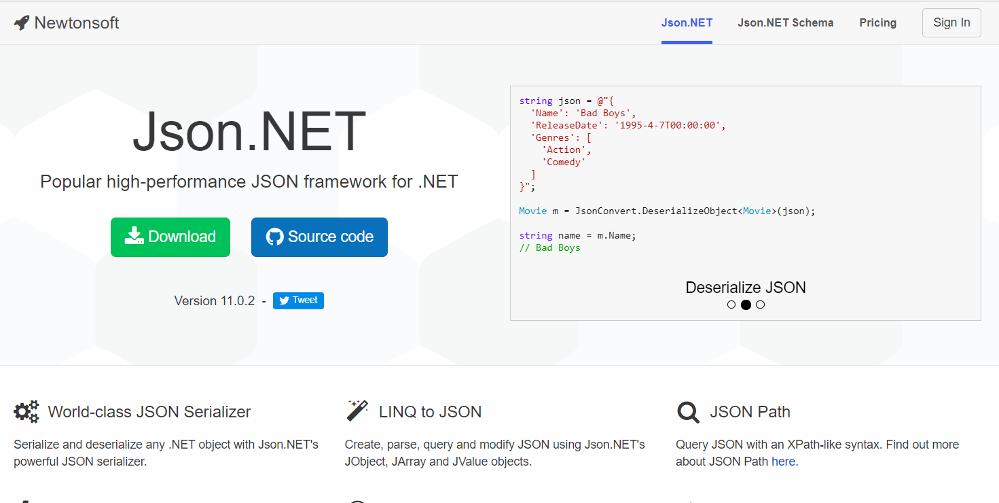 Newtonsoft
Json.NET
Json.NET Schema
Pricing
Sign In
Json.NET
Popular high-performance JSON framework for .NET
Download
Source code
Version 11.0.2 - Tweet
string json = @"{
  'Name': 'Bad Boys',
  'ReleaseDate': '1995-4-7T00:00:00',
  'Genres': [
    'Action',
    'Comedy'
  ]
}";
Movie m = JsonConvert.DeserializeObject<Movie>(json);
string name = m.Name;
// Bad Boys
Deserialize JSON
World-class JSON Serializer
Serialize and deserialize any .NET object with Json.NET's
powerful JSON serializer.
LINQ to JSON
Create, parse, query and modify JSON using Json.NET's
JObject, JArray and JValue objects.
JSON Path
Query JSON with an XPath-like syntax. Find out more
about JSON Path here.